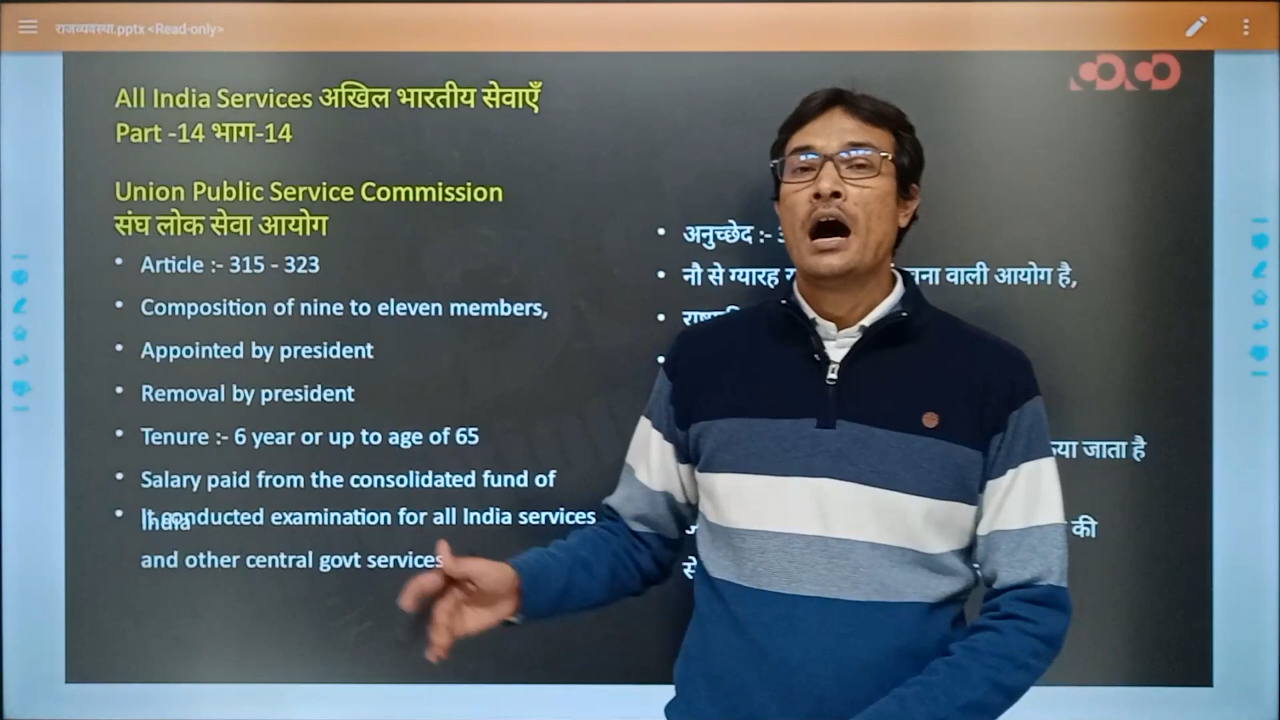 राजव्यवस्था.pptx <Read-only>
All India Services अखिल भारतीय सेवाएँ
Part -14 भाग-14
Union Public Service Commission
संघ लोक सेवा आयोग
• Article :- 315 - 323
• Composition of nine to eleven members,
• Appointed by president
• Removal by president
• Tenure :- 6 year or up to age of 65
• Salary paid from the consolidated fund of
India
• It conducted examination for all India services
and other central govt services
• अनुच्छेद :-
• नौ से ग्यारह वाली आयोग है,
जाता है
की